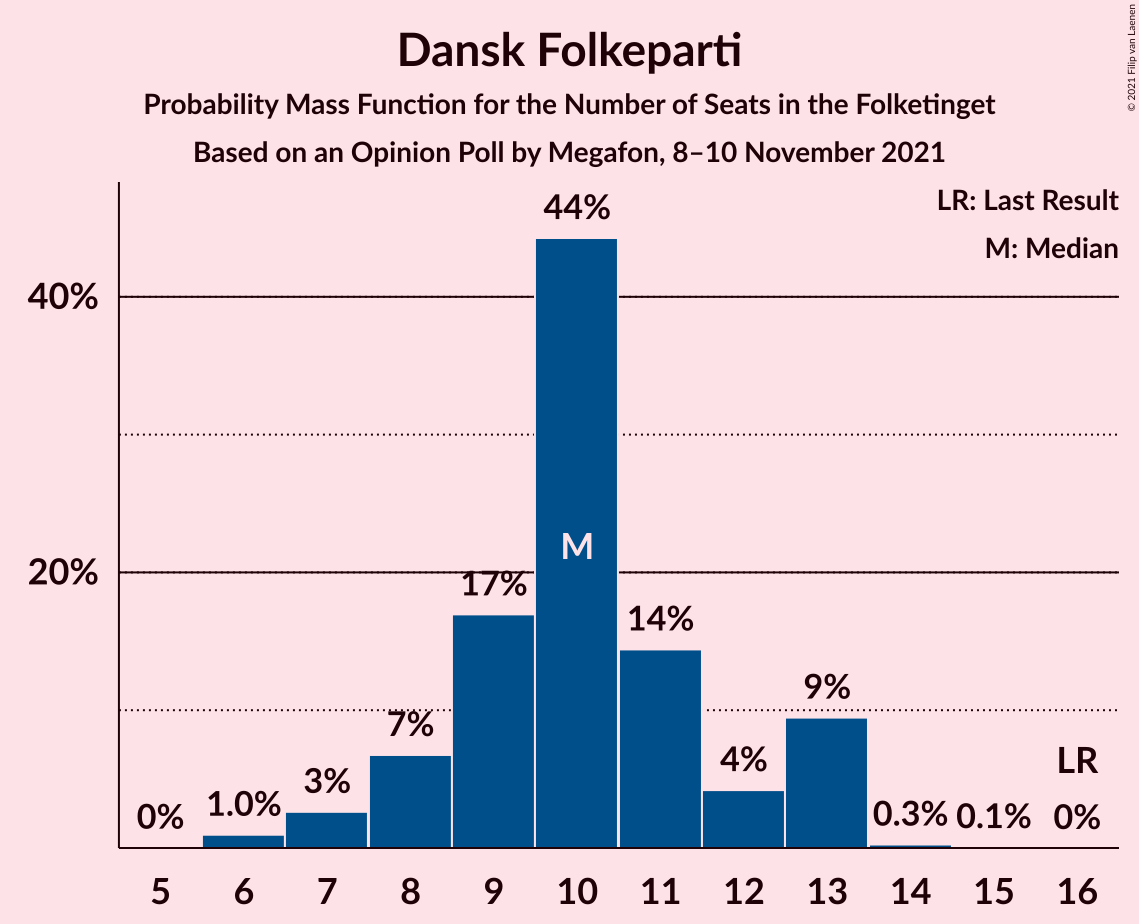 Dansk Folkeparti
Probability Mass Function for the Number of Seats in the Folketinget
Based on an Opinion Poll by Megafon, 8–10 November 2021
© 2021 Filip van Laenen
LR: Last Result
M: Median
44%
40%
M
20%
17%
14%
9%
7%
4%
3%
LR
1.0%
0%
0.3%
0.1%
0%
5 6 7 8 9 10 11 12 13 14 15 16